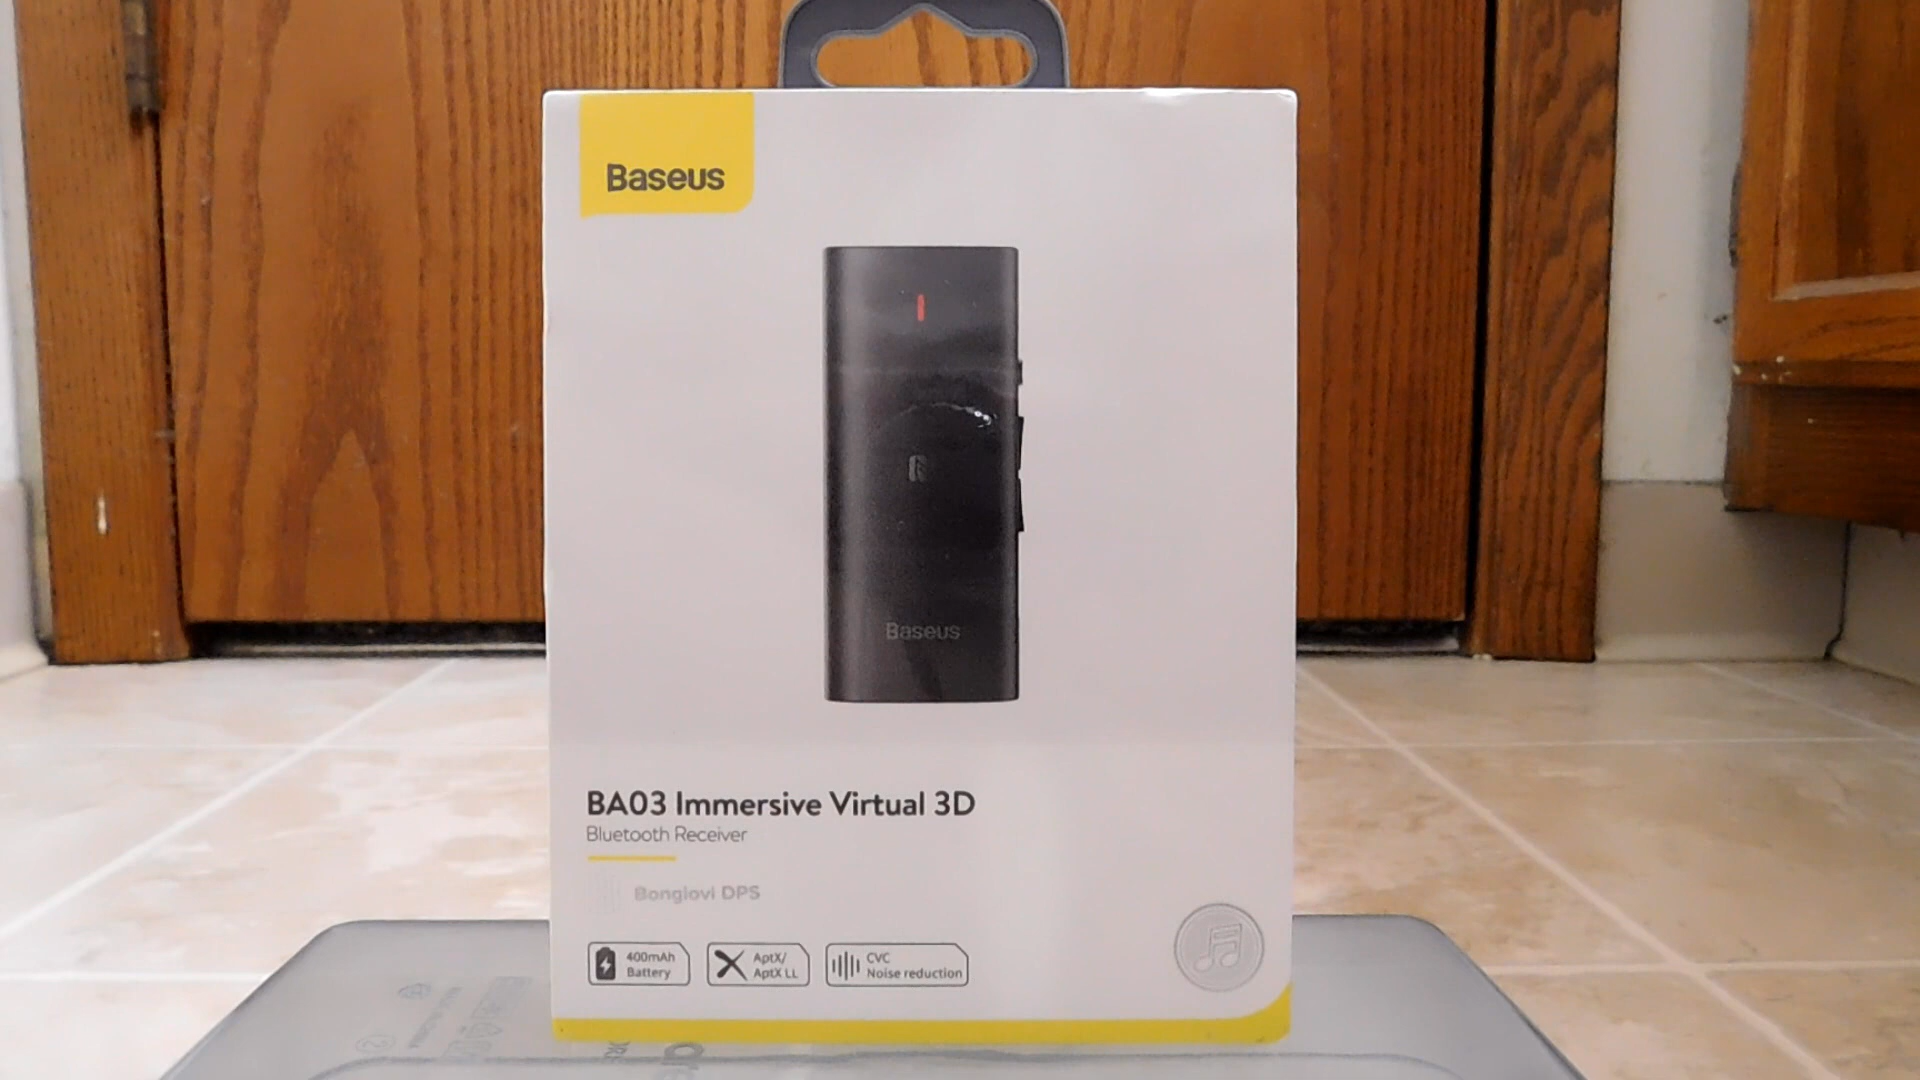 Baseus
Baseus
BA03 Immersive Virtual 3D
Bluetooth Receiver
Bongiovi DPS
400mAh
Battery
AptX/
AptX LL
CVC
Noise reduction